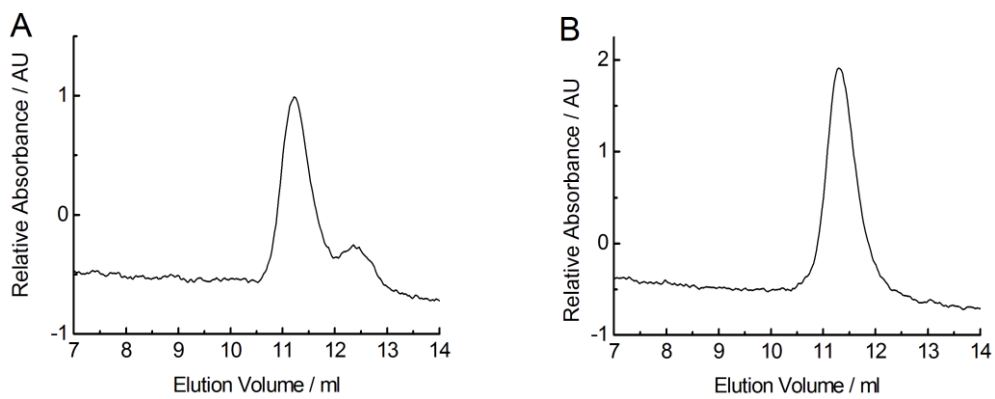 A
Relative Absorbance / AU
1
0
-1
7 8 9 10 11 12 13 14
Elution Volume / ml
B
Relative Absorbance / AU
2
1
0
-1
7 8 9 10 11 12 13 14
Elution Volume / ml